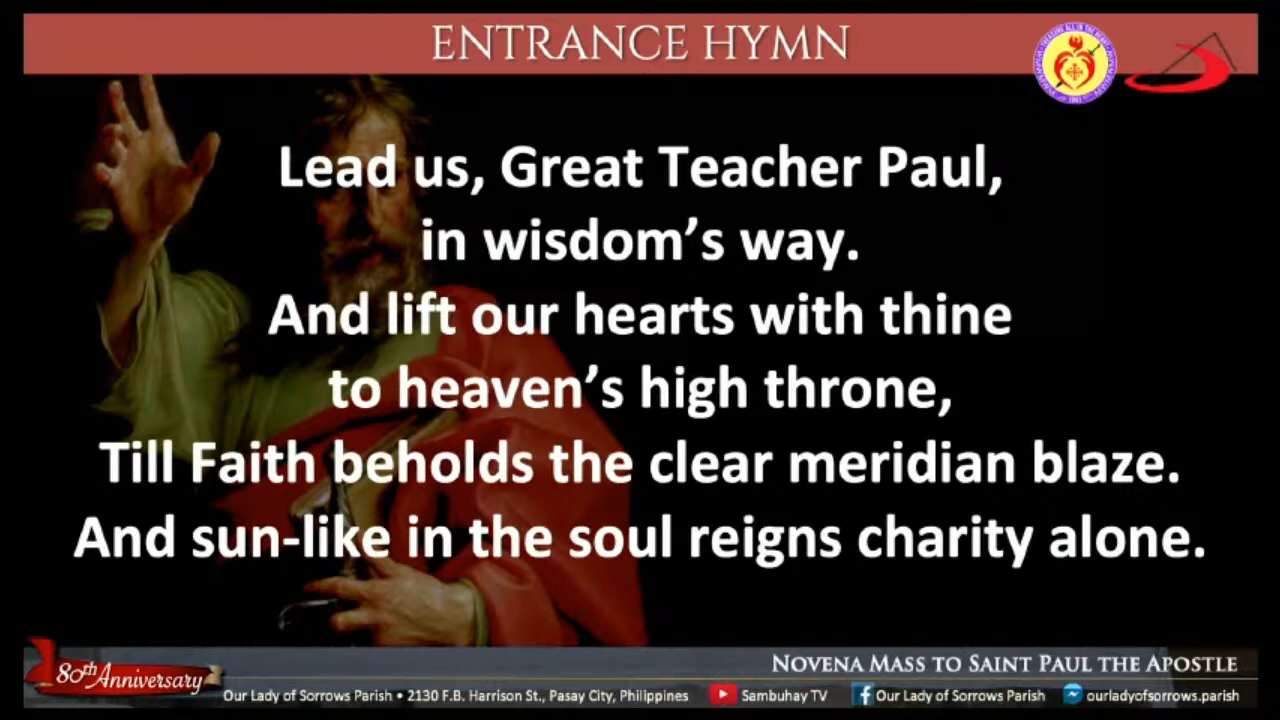 ENTRANCE HYMN
Lead us, Great Teacher Paul,
in wisdom’s way.
And lift our hearts with thine
to heaven’s high throne,
Till Faith beholds the clear meridian blaze.
And sun-like in the soul reigns charity alone.
80th Anniversary
NOVENA MASS TO SAINT PAUL THE APOSTLE
Our Lady of Sorrows Parish • 2130 F.B. Harrison St., Pasay City, Philippines Sambuhay TV Our Lady of Sorrows Parish ourladyofsorrows.parish